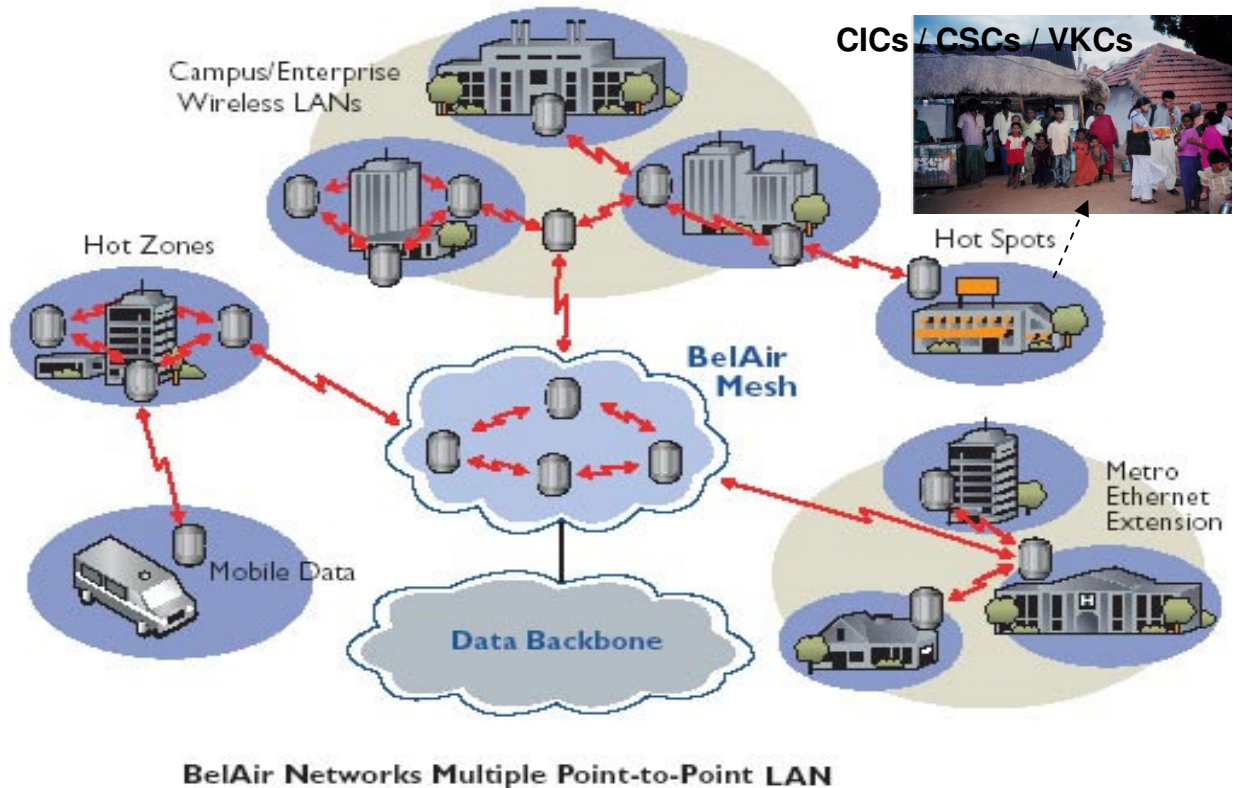 CICs / CSCs / VKCs
Campus/Enterprise
Wireless LANs
Hot Zones
Hot Spots
BelAir
Mesh
Metro
Ethernet
Extension
H
Mobile Data
Data Backbone
BelAir Networks Multiple Point-to-Point LAN